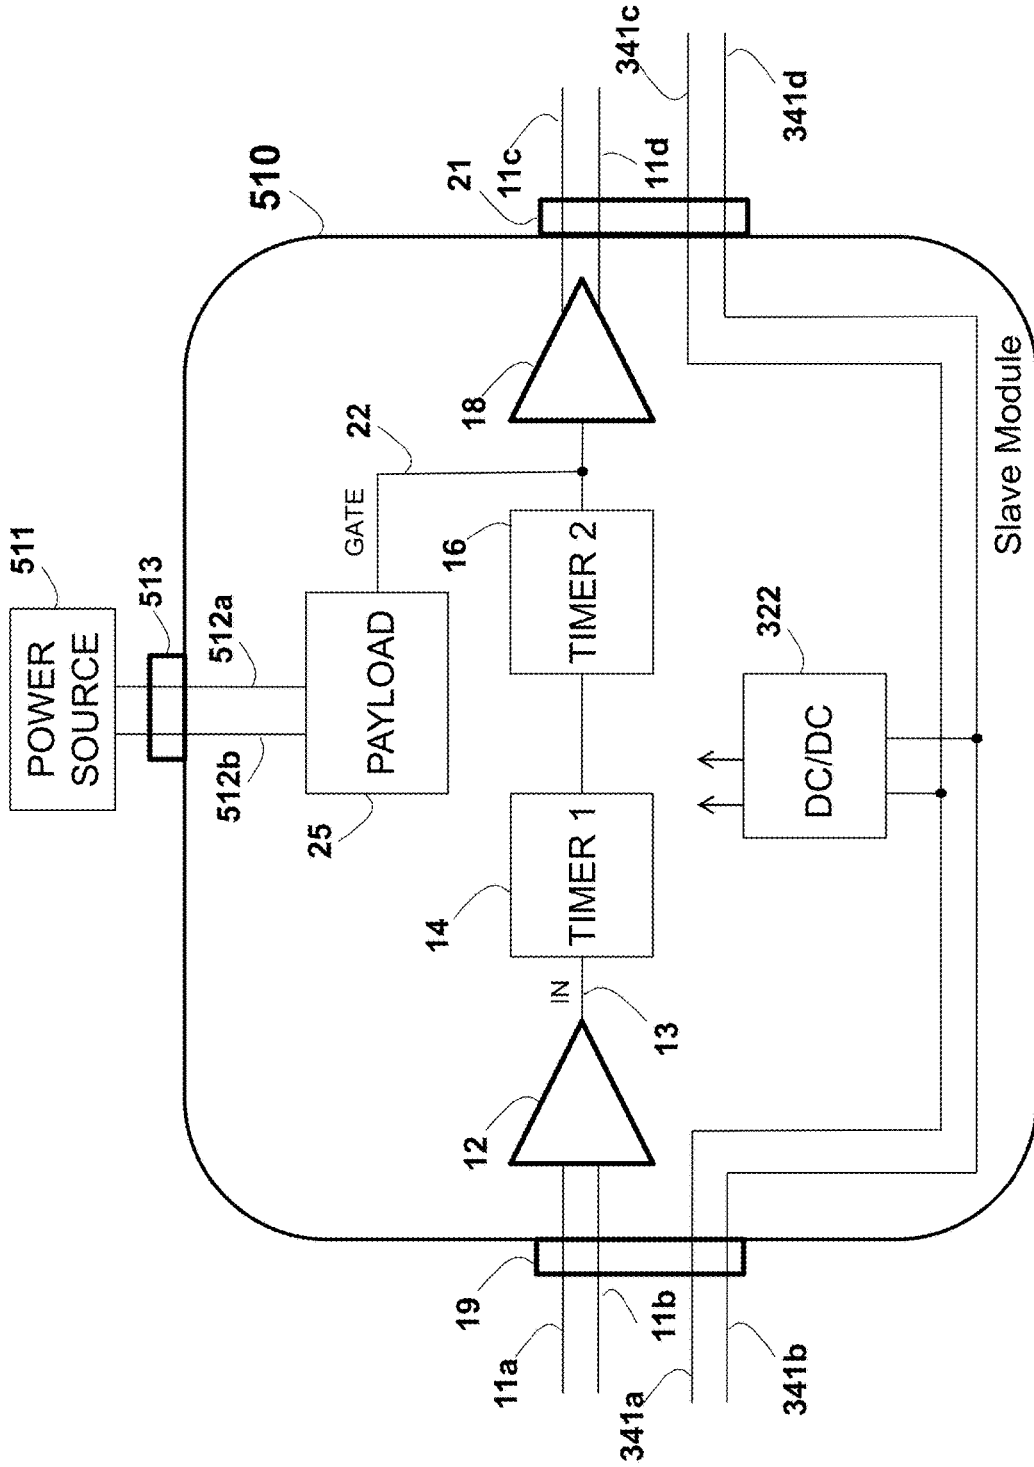 510
POWER
SOURCE
511
513
512a
512b
PAYLOAD
25
GATE
22
12
IN
13
14
TIMER 1
16
TIMER 2
18
19
11a
11b
341a
341b
21
11c
11d
341c
341d
322
DC/DC
Slave Module